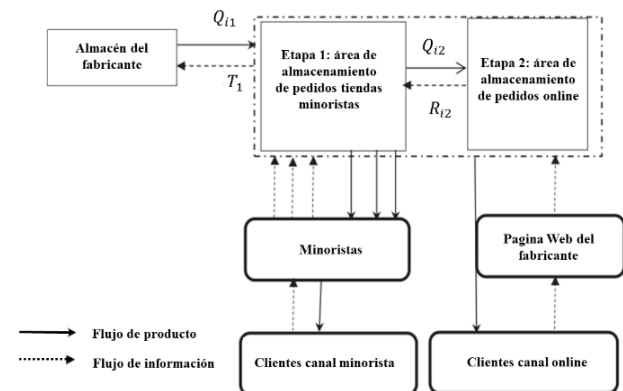 Q_{i1}
Almacén del
fabricante
T_1
Etapa 1: área de
almacenamiento
de pedidos tiendas
minoristas
Q_{i2}
R_{i2}
Etapa 2: área de
almacenamiento
de pedidos online
Minoristas
Pagina Web del
fabricante
Flujo de producto
Flujo de información
Clientes canal minorista
Clientes canal online